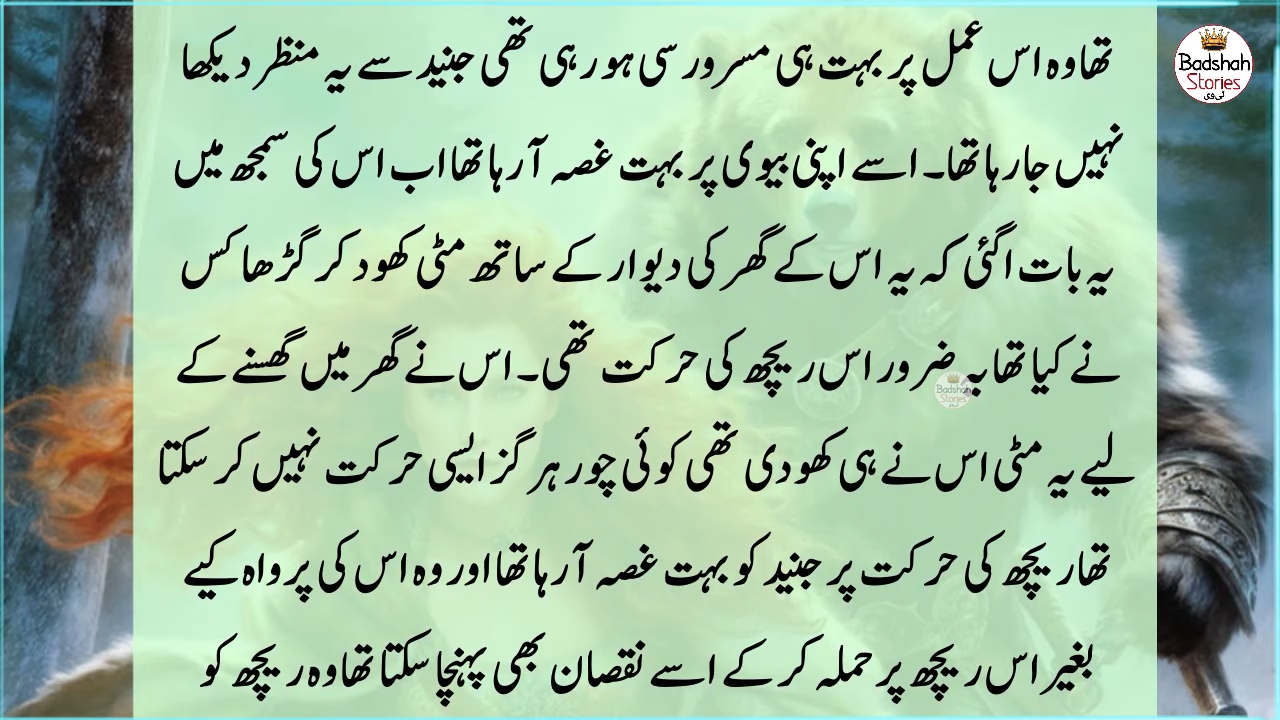 Badshah
Stories
ٹی وی
تھا وہ اس عمل پر بہت ہی مسرور سی ہو رہی تھی جنید سے یہ منظر دیکھا
نہیں جا رہا تھا۔ اسے اپنی بیوی پر بہت غصہ آ رہا تھا اب اس کی سمجھ میں
یہ بات اگئی کہ یہ اس کے گھر کی دیوار کے ساتھ مٹی کھود کر گڑھا کس
نے کیا تھا یہ ضرور اس ریچھ کی حرکت تھی۔ اس نے گھر میں گھسنے کے
لیے یہ مٹی اس نے ہی کھودی تھی کوئی چور ہر گز ایسی حرکت نہیں کر سکتا
تھا ریچھ کی حرکت پر جنید کو بہت غصہ آ رہا تھا اور وہ اس کی پرواہ کیے
بغیر اس ریچھ پر حملہ کر کے اسے نقصان بھی پہنچا سکتا تھا وہ ریچھ کو
Badshah
Stories